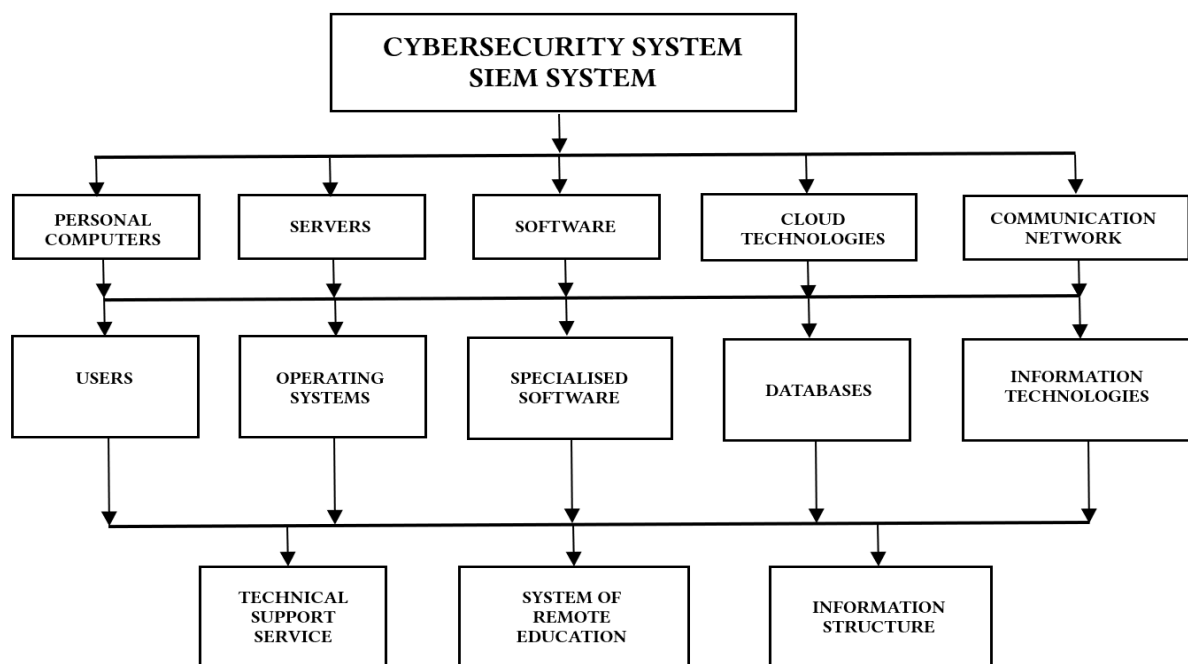 CYBERSECURITY SYSTEM
SIEM SYSTEM
PERSONAL
COMPUTERS
SERVERS
SOFTWARE
CLOUD
TECHNOLOGIES
COMMUNICATION
NETWORK
USERS
OPERATING
SYSTEMS
SPECIALISED
SOFTWARE
DATABASES
INFORMATION
TECHNOLOGIES
TECHNICAL
SUPPORT
SERVICE
SYSTEM OF
REMOTE
EDUCATION
INFORMATION
STRUCTURE